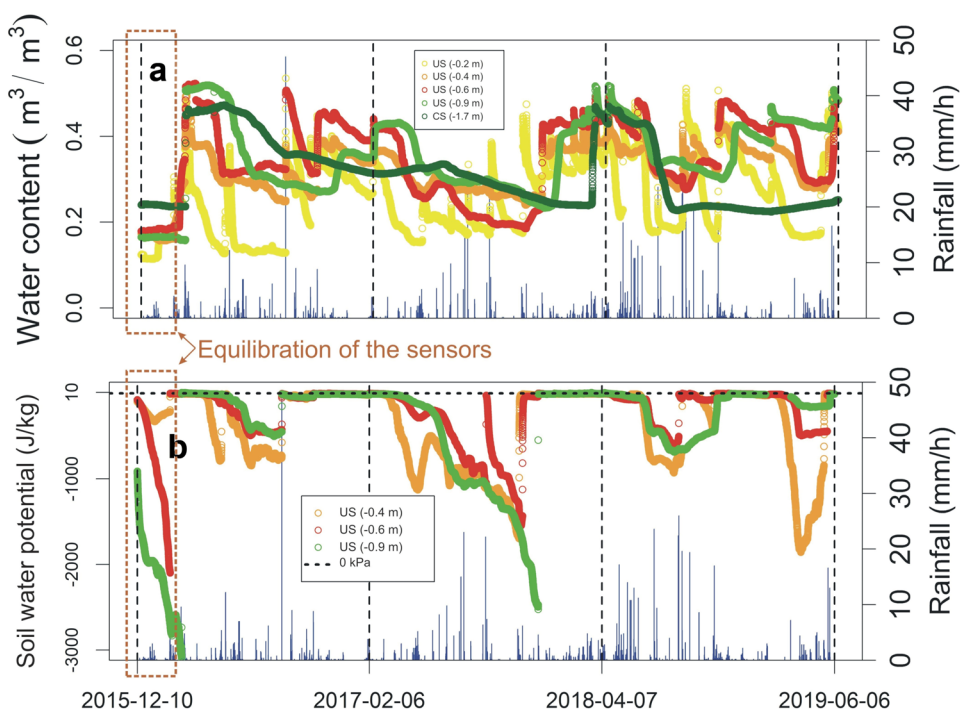 Water content ( m³ / m³)
0.6
0.4
0.2
0.0
a
US (-0.2 m)
US (-0.4 m)
US (-0.6 m)
US (-0.9 m)
CS (-1.7 m)
50
40
30
20
10
0
Rainfall (mm/h)
Equilibration of the sensors
Soil water potential (J/kg)
10
-1000
-2000
-3000
b
US (-0.4 m)
US (-0.6 m)
US (-0.9 m)
0 kPa
50
40
30
20
10
0
Rainfall (mm/h)
2015-12-10
2017-02-06
2018-04-07
2019-06-06